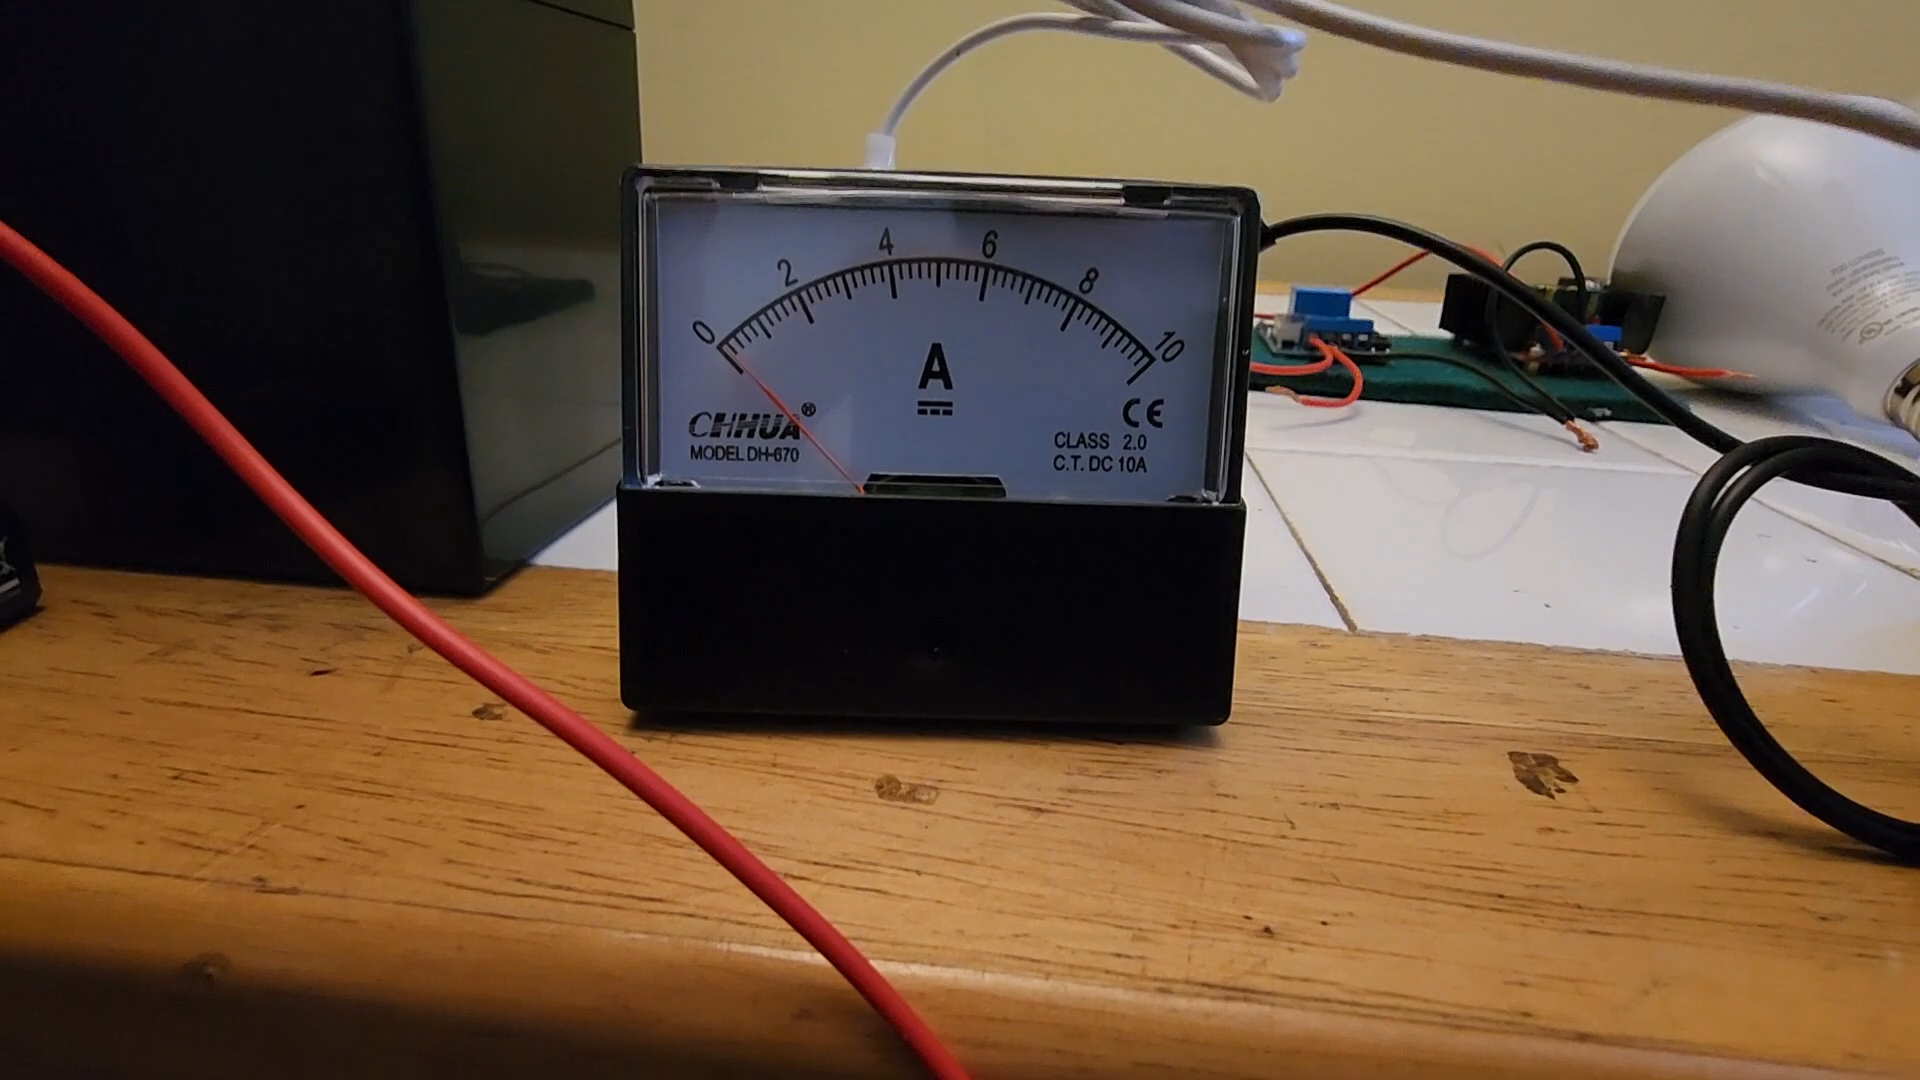 0 2 4 6 8 10
A
CHHUA®
MODEL DH-670
CE
CLASS 2.0
C.T. DC 10A